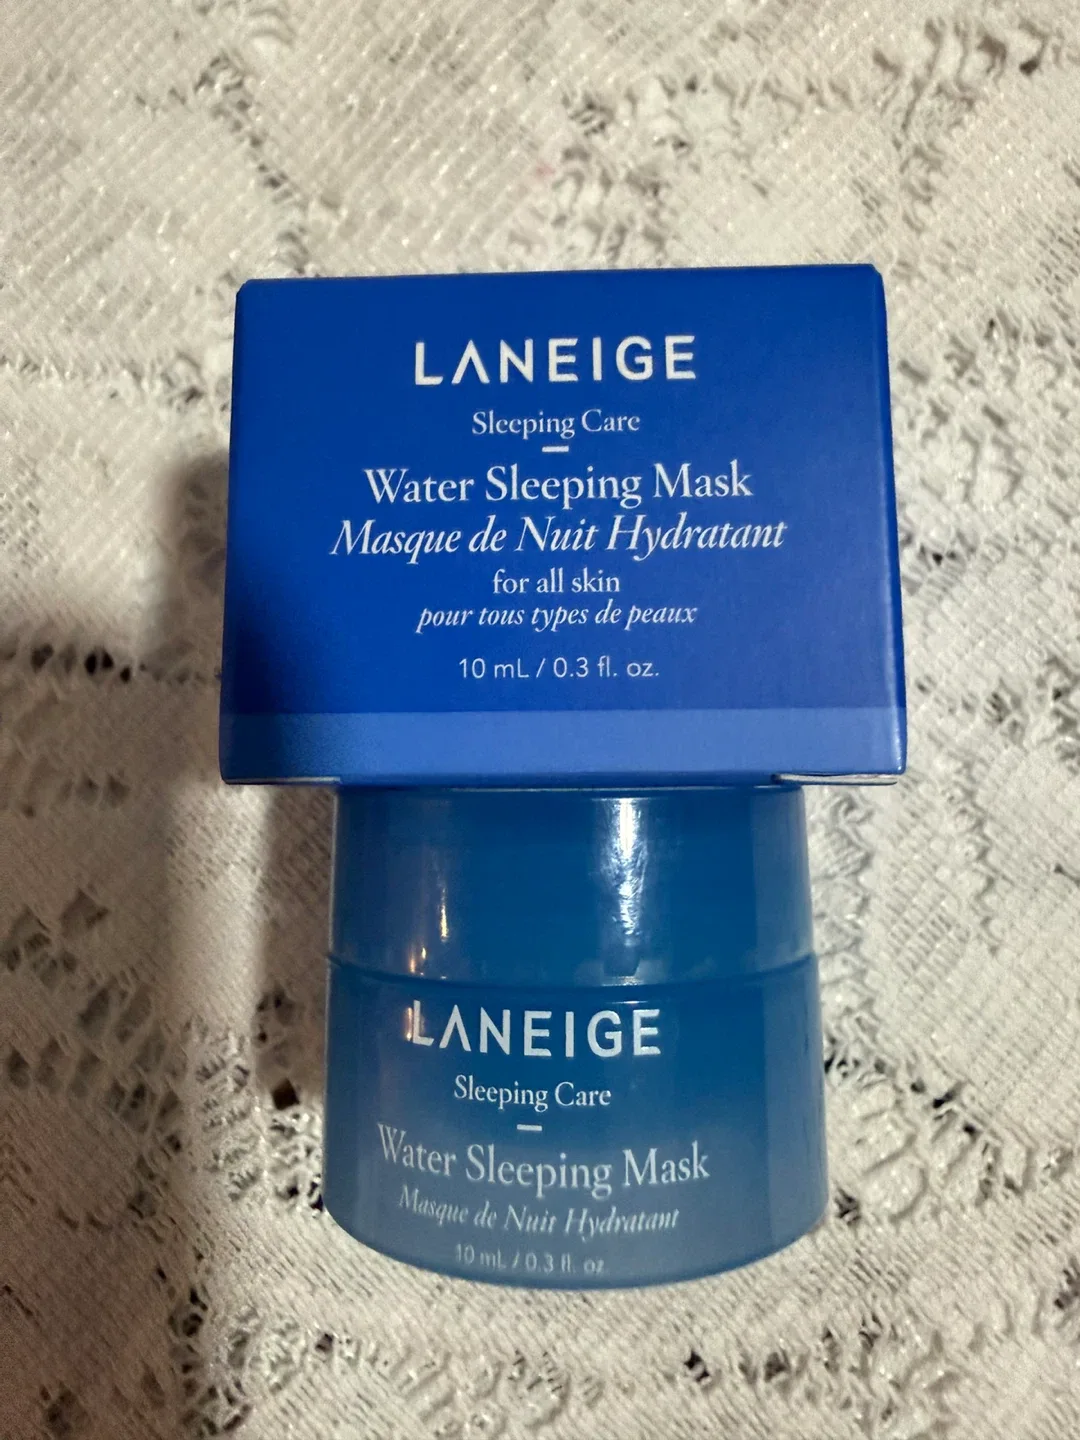 LANEIGE
Sleeping Care
Water Sleeping Mask
Masque de Nuit Hydratant
for all skin
pour tous types de peaux
10 mL / 0.3 fl. oz.
LANEIGE
Sleeping Care
Water Sleeping Mask
Masque de Nuit Hydratant
10 mL / 0.3 fl. oz.